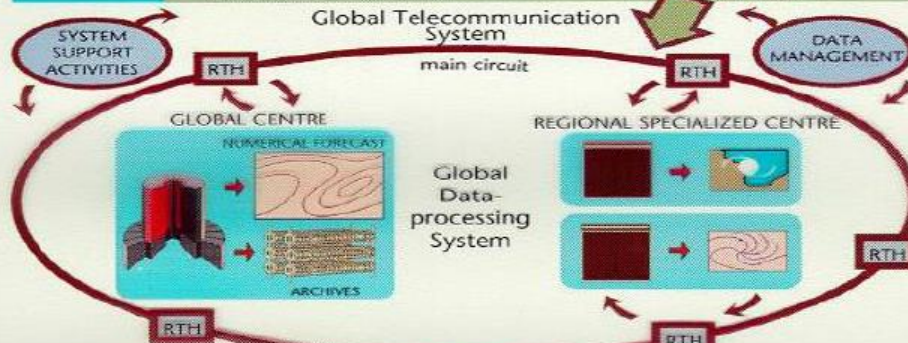 Global Telecommunication
System
main circuit
SYSTEM
SUPPORT
ACTIVITIES
DATA
MANAGEMENT
RTH
RTH
GLOBAL CENTRE
NUMERICAL FORECAST
ARCHIVES
Global
Data-
processing
System
REGIONAL SPECIALIZED CENTRE
RTH
RTH
RTH